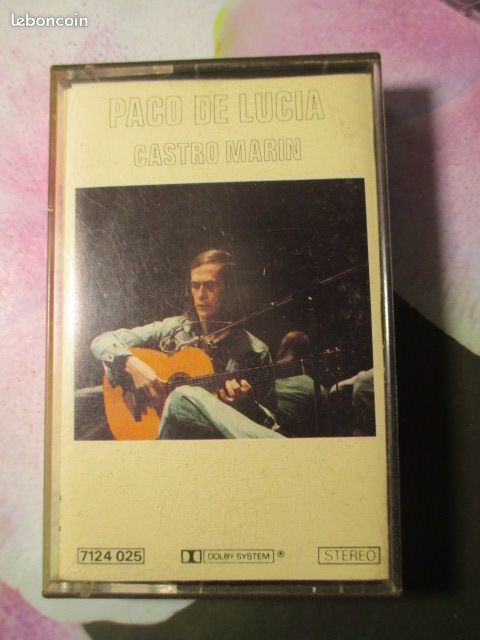 leboncoin
PACO DE LUCIA
CASTRO MARIN
7124 025 DOLBY SYSTEM ® STEREO